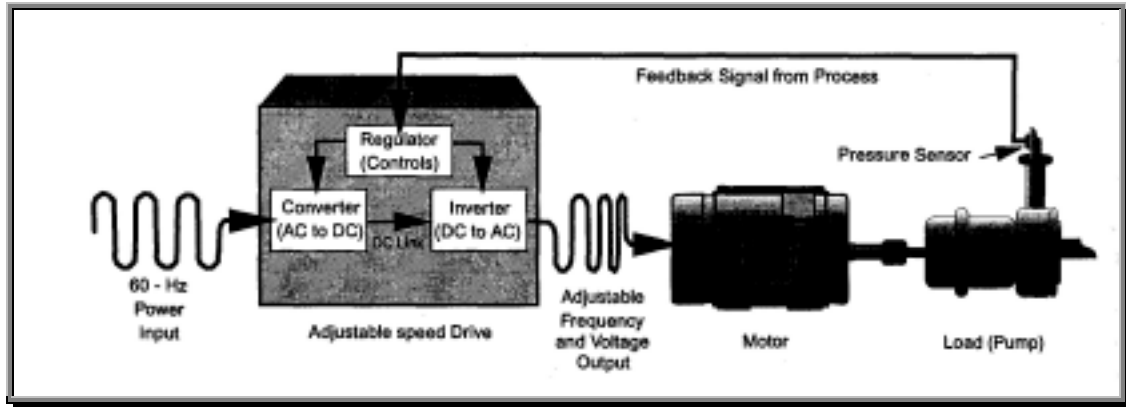 Feedback Signal from Process
Regulator
(Controls)
Pressure Sensor
Converter
(AC to DC)
DC Link
Inverter
(DC to AC)
60 - Hz
Power
Input
Adjustable speed Drive
Adjustable
Frequency
and Voltage
Output
Motor
Load (Pump)